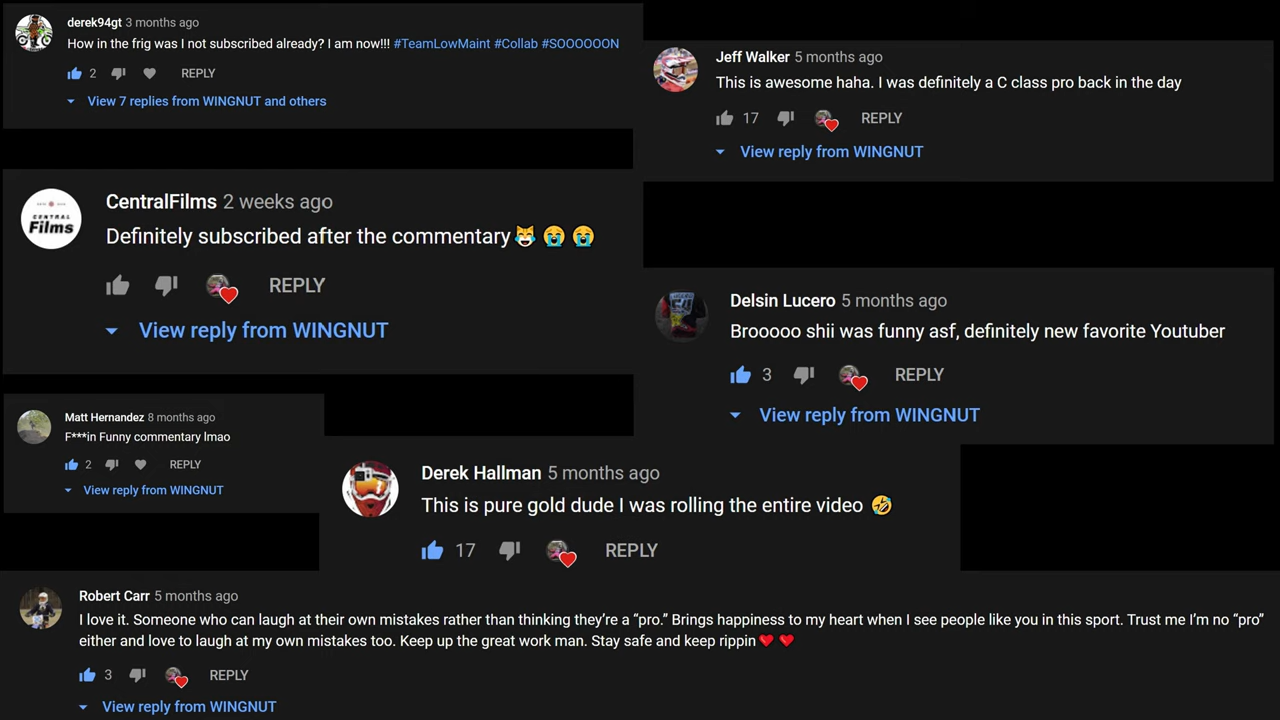 derek94gt 3 months ago
How in the frig was I not subscribed already? I am now!!! #TeamLowMaint #Collab #SOOOOOON
2 REPLY
View 7 replies from WINGNUT and others
Jeff Walker 5 months ago
This is awesome haha. I was definitely a C class pro back in the day
17 REPLY
View reply from WINGNUT
CENTRAL
Films
CentralFilms 2 weeks ago
Definitely subscribed after the commentary😹 😭 😭
REPLY
View reply from WINGNUT
Delsin Lucero 5 months ago
Brooooo shii was funny asf, definitely new favorite Youtuber
3 REPLY
View reply from WINGNUT
Matt Hernandez 8 months ago
F***in Funny commentary lmao
2 REPLY
View reply from WINGNUT
Derek Hallman 5 months ago
This is pure gold dude I was rolling the entire video 🤣
17 REPLY
Robert Carr 5 months ago
I love it. Someone who can laugh at their own mistakes rather than thinking they're a “pro.” Brings happiness to my heart when I see people like you in this sport. Trust me I'm no “pro”
either and love to laugh at my own mistakes too. Keep up the great work man. Stay safe and keep rippin❤️ ❤️
3 REPLY
View reply from WINGNUT